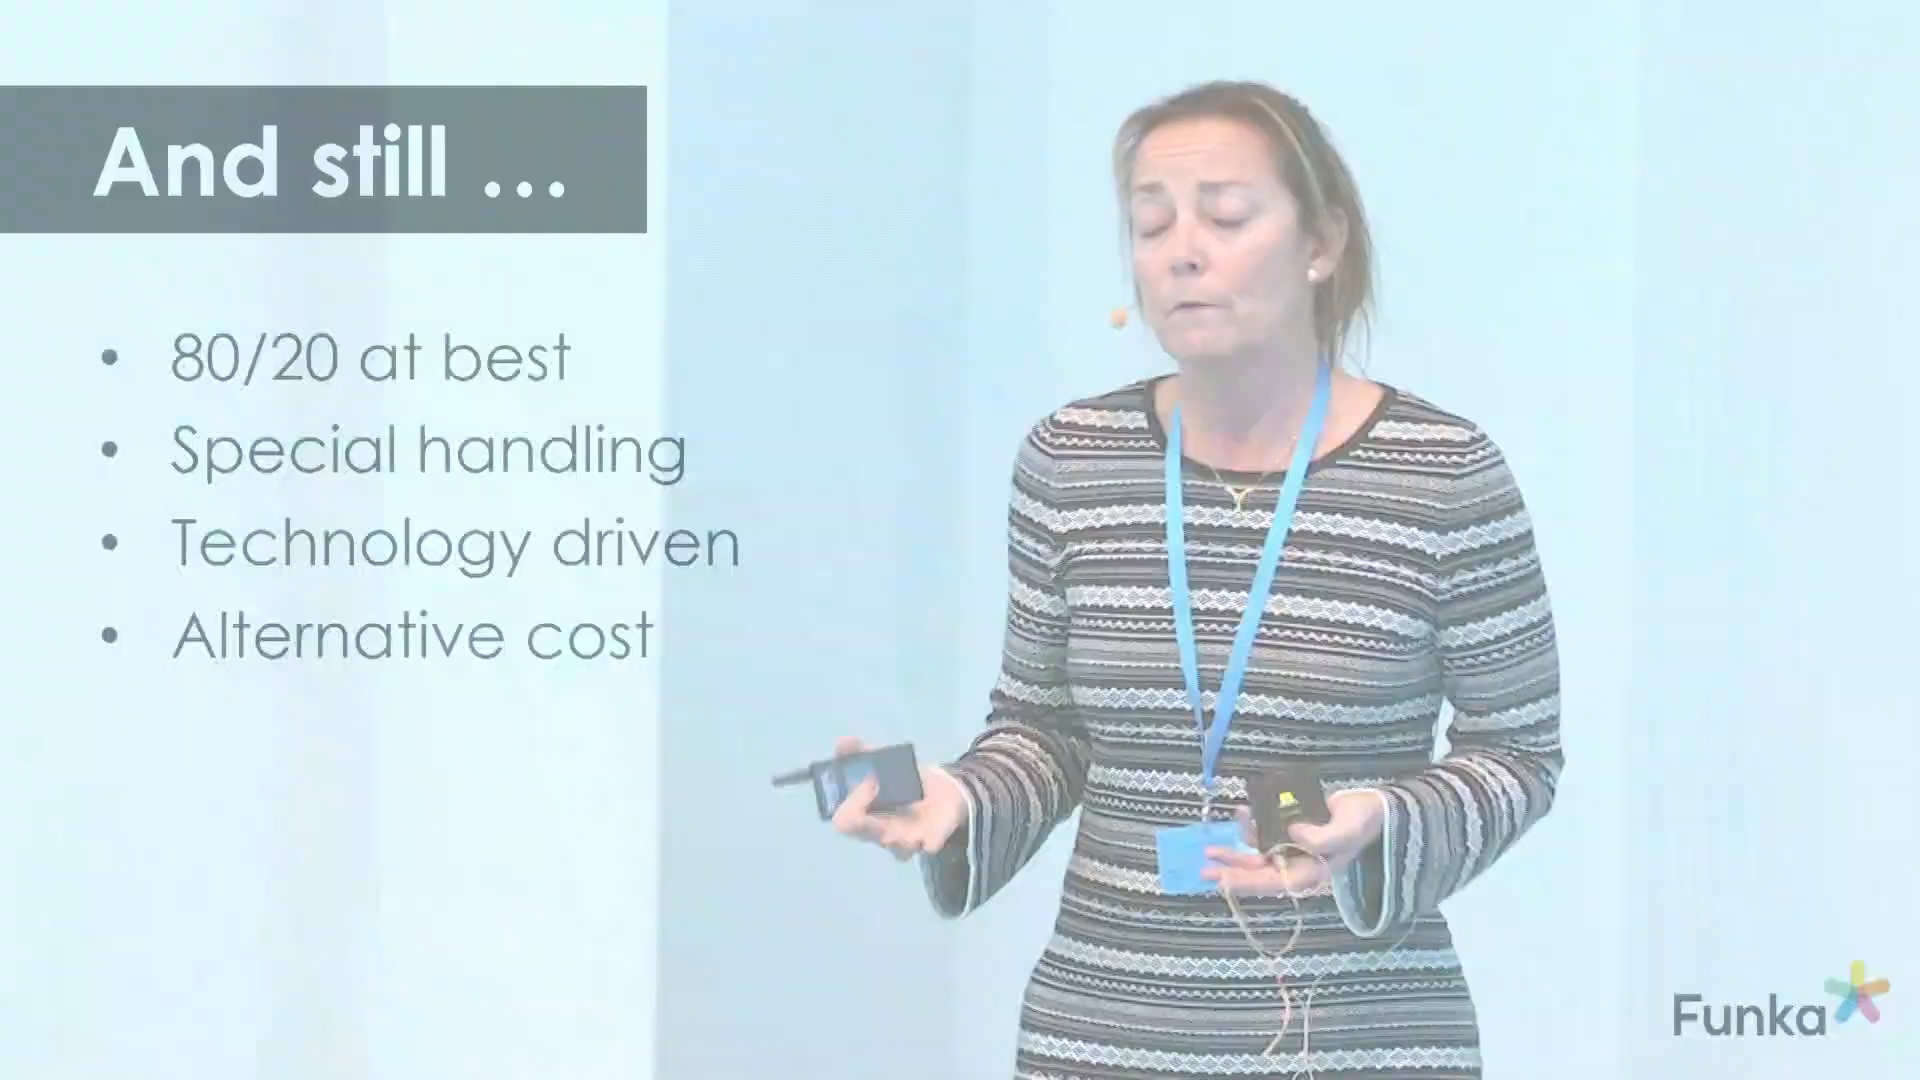 And still ...
• 80/20 at best
• Special handling
• Technology driven
• Alternative cost
Funka